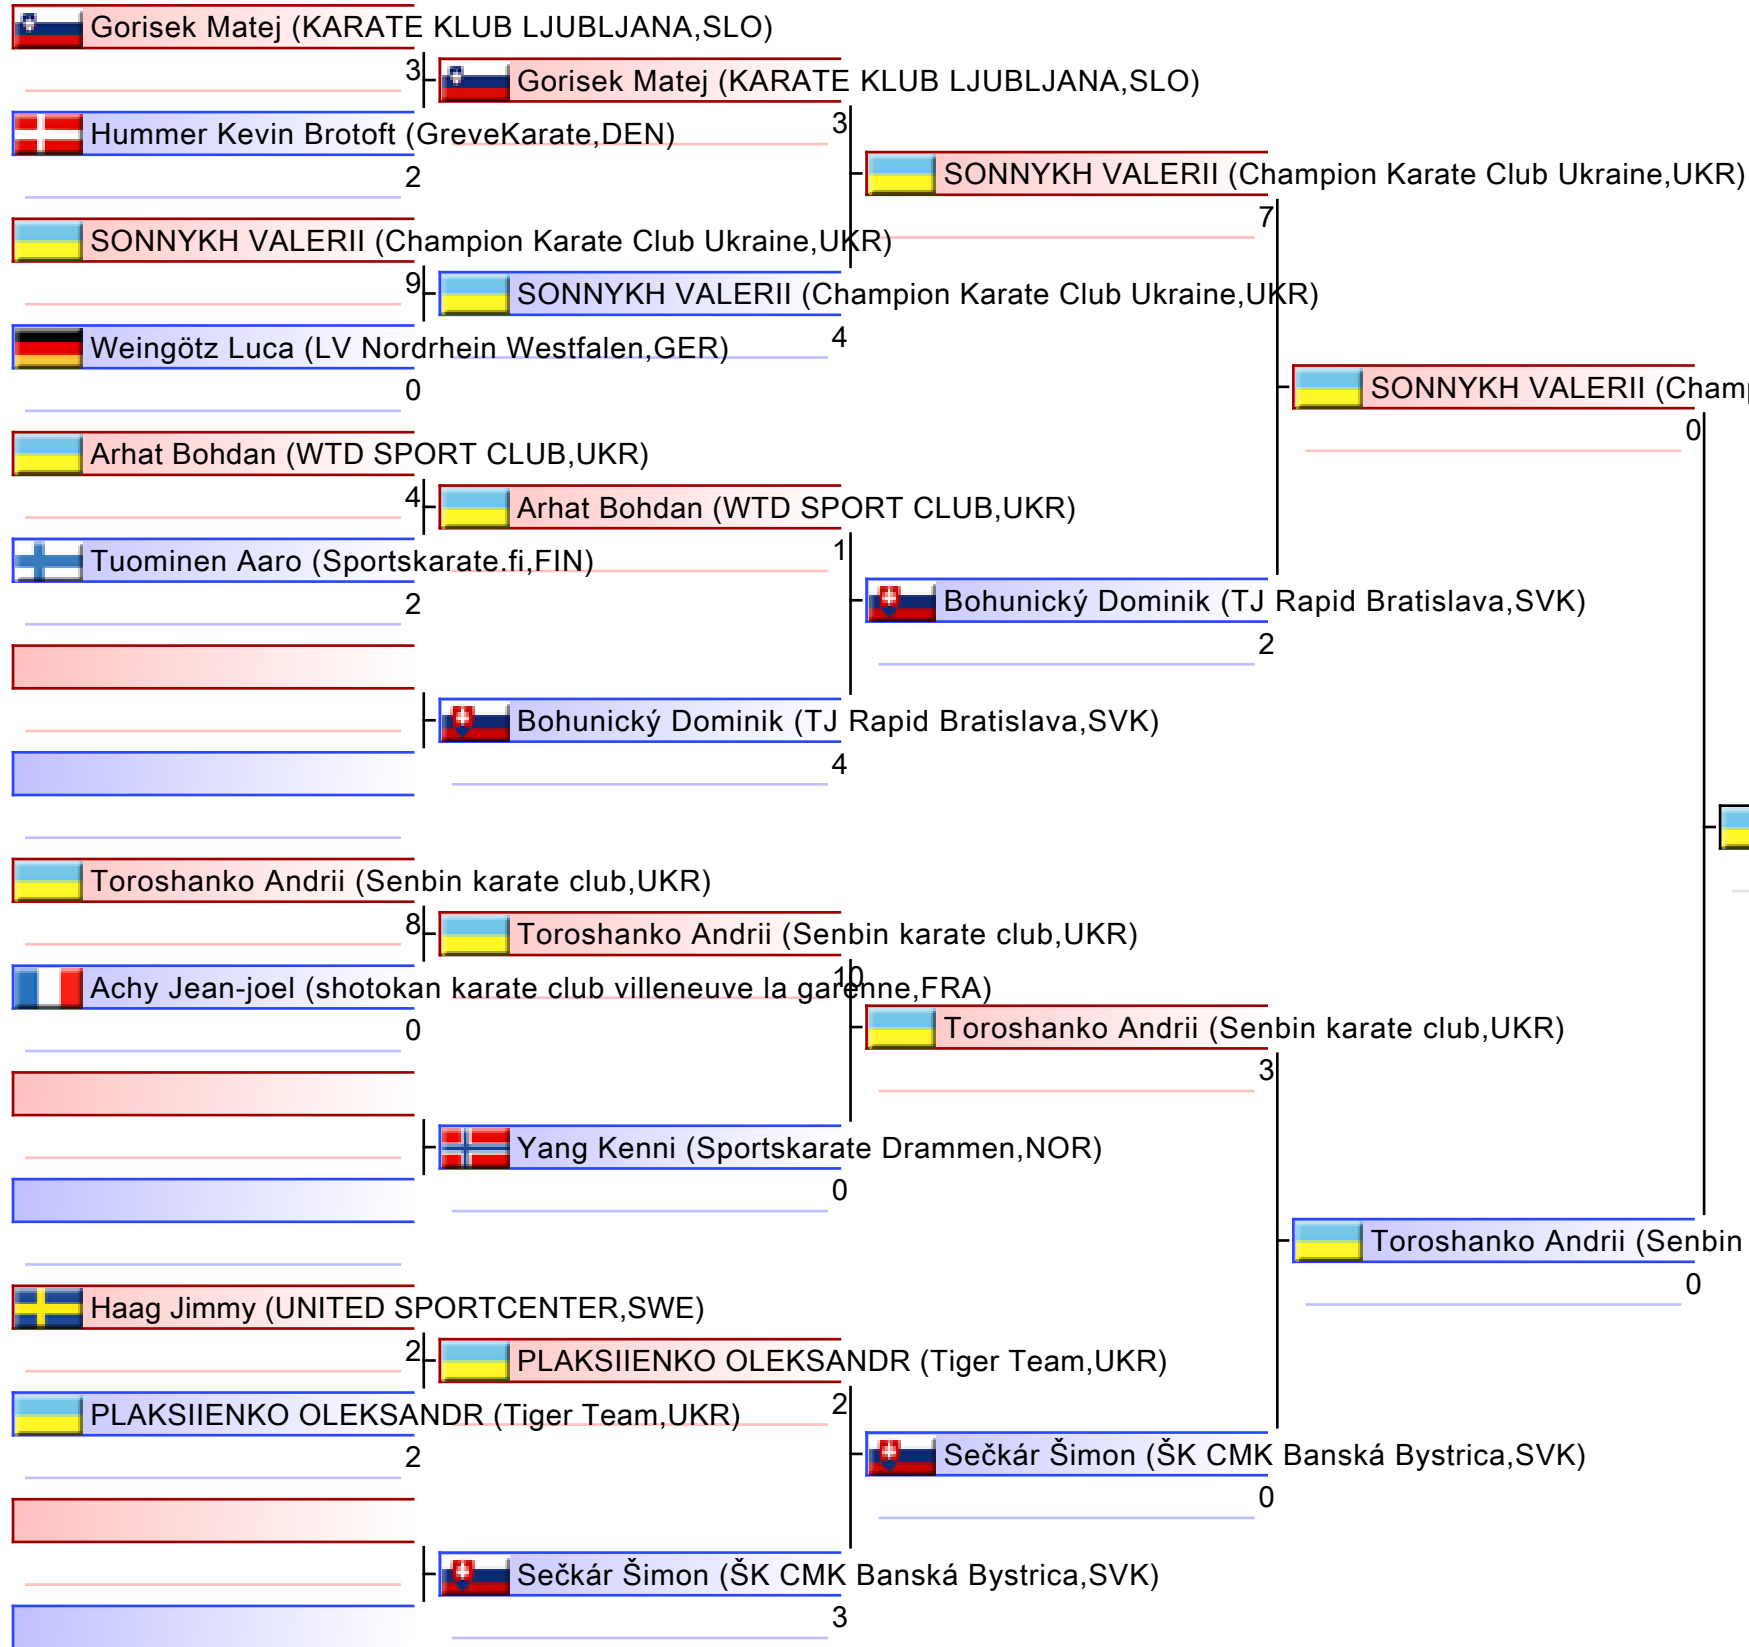 Gorisek Matej (KARATE KLUB LJUBLJANA,SLO)
3
Gorisek Matej (KARATE KLUB LJUBLJANA,SLO)
Hummer Kevin Brotoft (GreveKarate,DEN)
3
2
SONNYKH VALERII (Champion Karate Club Ukraine,UKR)
7
SONNYKH VALERII (Champion Karate Club Ukraine,UKR)
9
SONNYKH VALERII (Champion Karate Club Ukraine,UKR)
4
Weingötz Luca (LV Nordrhein Westfalen,GER)
0
SONNYKH VALERII (Champ
0
Arhat Bohdan (WTD SPORT CLUB,UKR)
4
Arhat Bohdan (WTD SPORT CLUB,UKR)
1
Tuominen Aaro (Sportskarate.fi,FIN)
2
Bohunický Dominik (TJ Rapid Bratislava,SVK)
2
Bohunický Dominik (TJ Rapid Bratislava,SVK)
4
Toroshanko Andrii (Senbin karate club,UKR)
8
Toroshanko Andrii (Senbin karate club,UKR)
10
Achy Jean-joel (shotokan karate club villeneuve la garenne,FRA)
0
Toroshanko Andrii (Senbin karate club,UKR)
3
Yang Kenni (Sportskarate Drammen,NOR)
0
Toroshanko Andrii (Senbin
0
Haag Jimmy (UNITED SPORTCENTER,SWE)
2
PLAKSIIENKO OLEKSANDR (Tiger Team,UKR)
2
PLAKSIIENKO OLEKSANDR (Tiger Team,UKR)
2
Sečkár Šimon (ŠK CMK Banská Bystrica,SVK)
0
Sečkár Šimon (ŠK CMK Banská Bystrica,SVK)
3